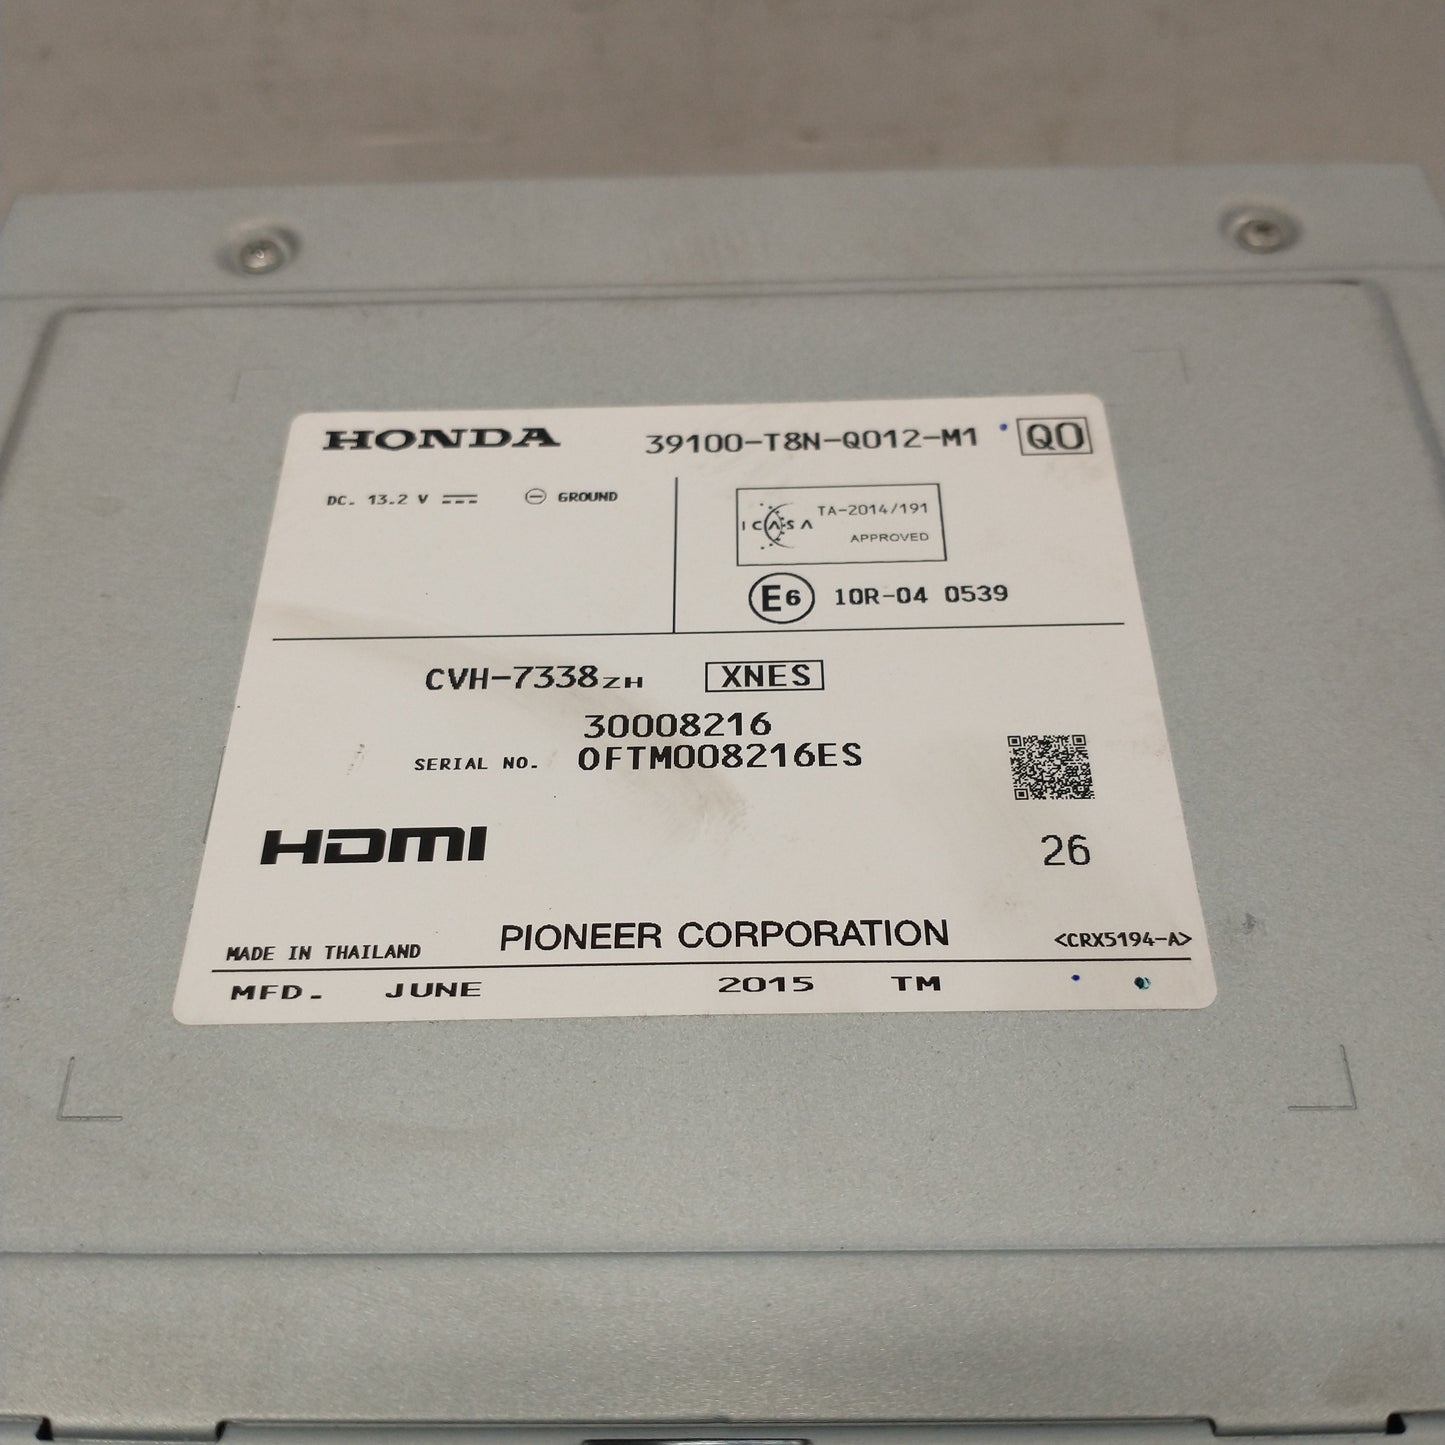 HONDA 39100-T8N-Q012-M1 Q0
DC. 13.2 V GROUND
ICASA TA-2014/191
APPROVED
E6 10R-04 0539
CVH-7338ZH XNES
30008216
SERIAL NO. OFTM008216ES
HDMI
26
MADE IN THAILAND PIONEER CORPORATION <CRX5194-A>
MFD. JUNE 2015 TM